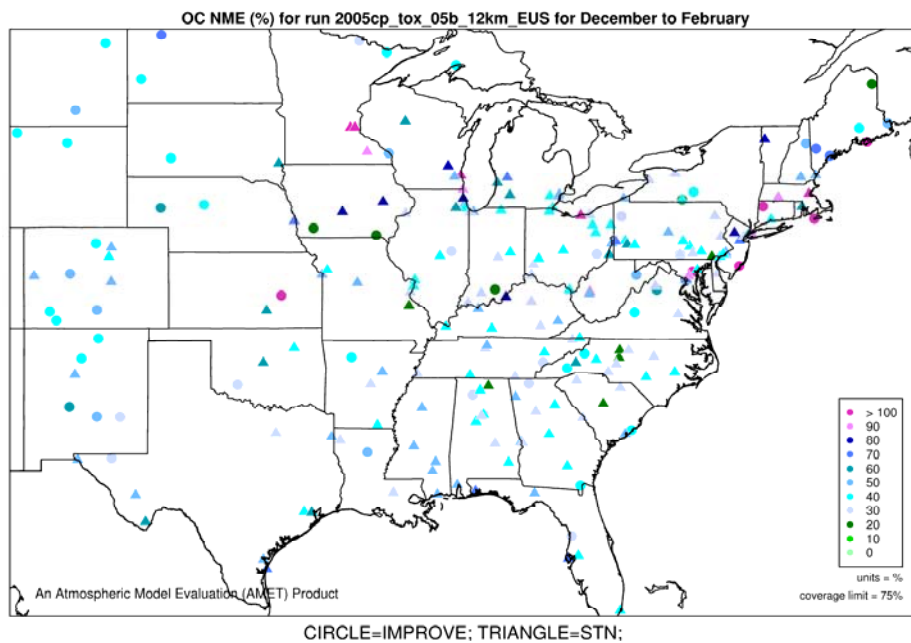 OC NME (%) for run 2005cp_tox_05b_12km_EUS for December to February
> 100
90
80
70
60
50
40
30
20
10
0
units = %
coverage limit = 75%
An Atmospheric Model Evaluation (AMET) Product
CIRCLE=IMPROVE; TRIANGLE=STN;